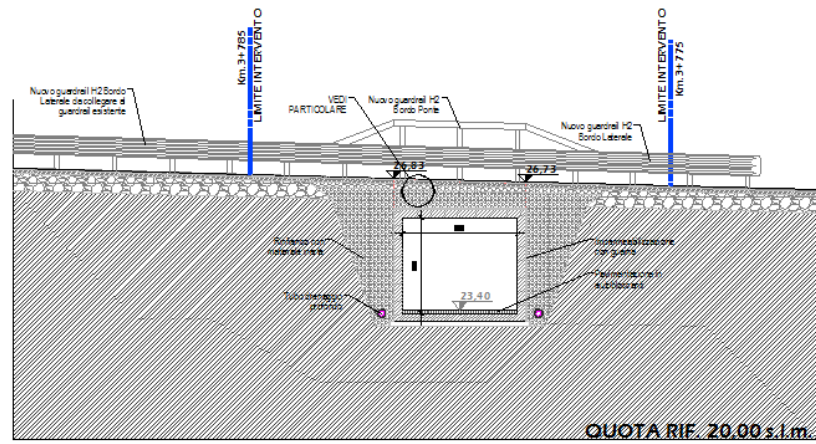 Km.3+785
LIMITE INTERVENTO
LIMITE INTERVENTO
Km.3+775
Nuovo guardrail H2 Bordo
Laterale da collegare al
guardrail esistente
VEDI
PARTICOLARE
Nuovo guardrail H2
Bordo Ponte
Nuovo guardrail H2
Bordo Laterale
26,83
26,73
Rinfianco con
materiale inerte
Impermeabilizzazione
con guaina
Pavimentazione in
autobloccanti
Tubo drenaggio
profondo
23,40
QUOTA RIF. 20,00 s.l.m.